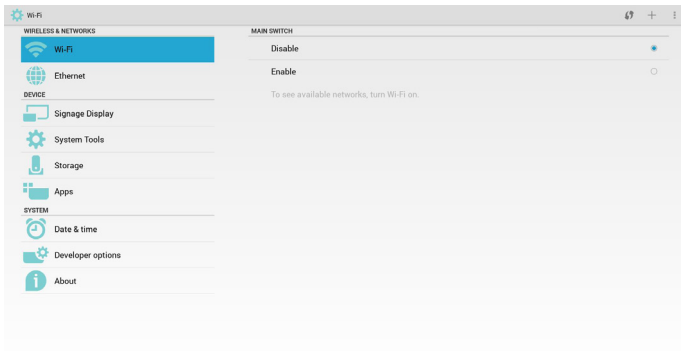 Wi-Fi
WIRELESS & NETWORKS
Wi-Fi
Ethernet
DEVICE
Signage Display
System Tools
Storage
Apps
SYSTEM
Date & time
Developer options
About
MAIN SWITCH
Disable
Enable
To see available networks, turn Wi-Fi on.